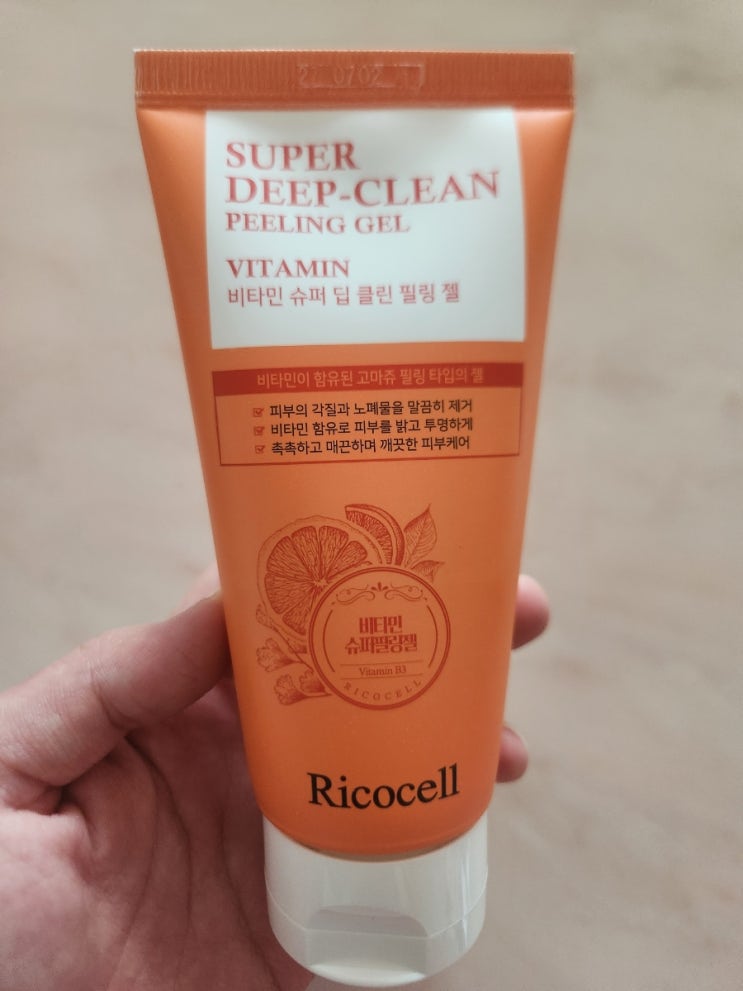 SUPER
DEEP-CLEAN
PEELING GEL
VITAMIN
비타민 슈퍼 딥 클린 필링 젤
비타민이 함유된 고마쥬 필링 타입의 젤
피부의 각질과 노폐물을 말끔히 제거
비타민 함유로 피부를 밝고 투명하게
촉촉하고 매끈하며 깨끗한 피부케어
비타민
슈퍼필링젤
Vitamin B3
RICOCELL
Ricocell